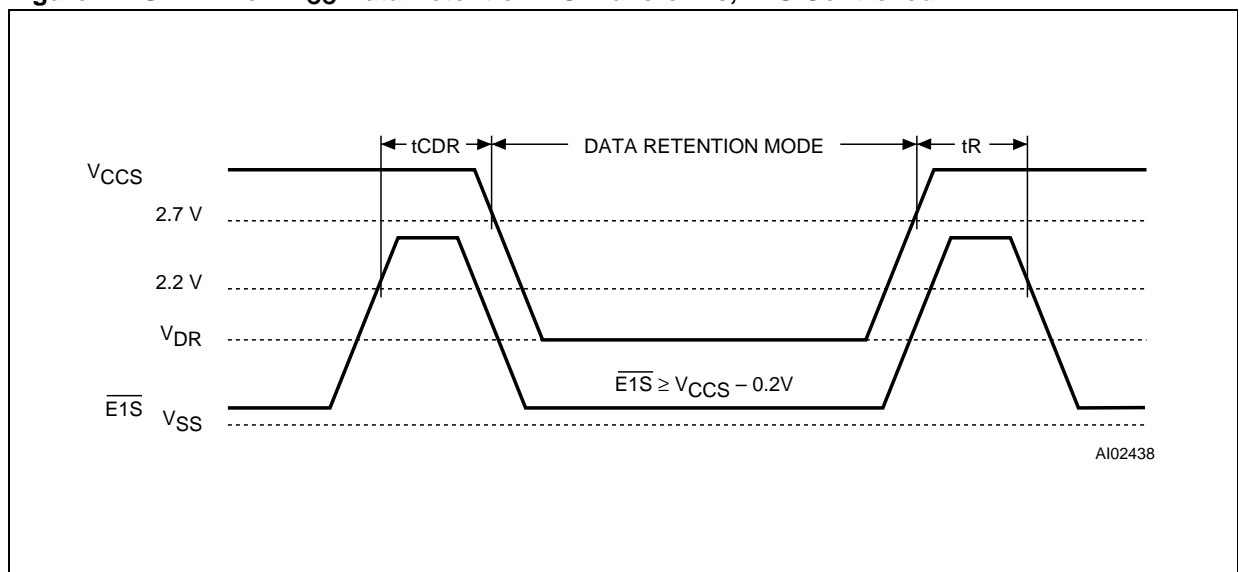 tCDR DATA RETENTION MODE tR
VCCS
2.7 V
2.2 V
VDR
E1S ≥ VCCS – 0.2V
E1S
VSS
AI02438